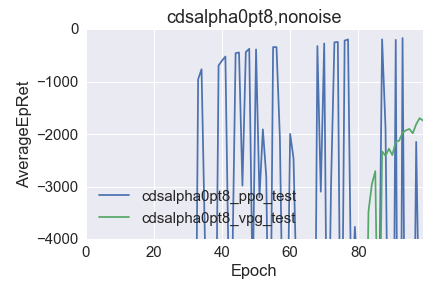 cdsalpha0pt8,nonoise
0
−1000
−2000
−3000
−4000
AverageEpRet
cdsalpha0pt8_ppo_test
cdsalpha0pt8_vpg_test
0 20 40 60 80
Epoch